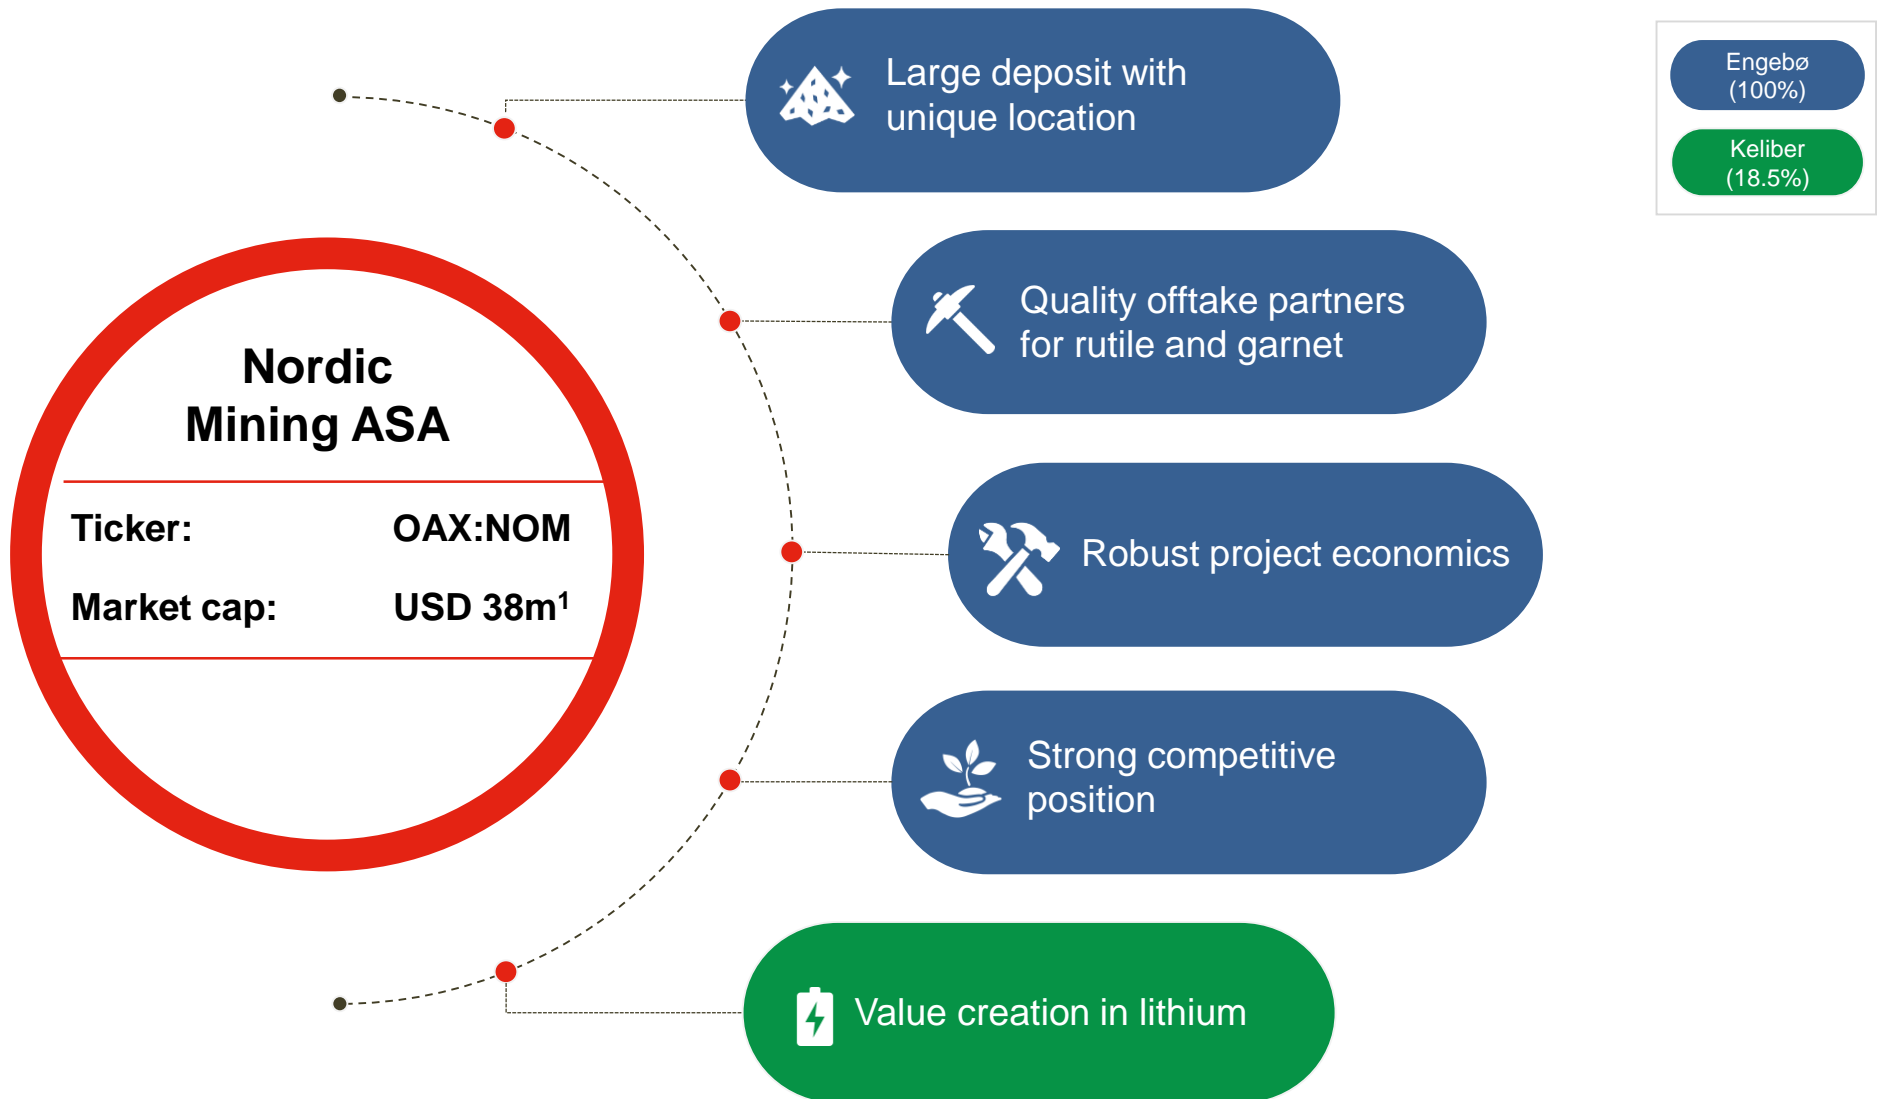 Large deposit with
unique location
Engebø
(100%)
Keliber
(18.5%)
Quality offtake partners
for rutile and garnet
Nordic
Mining ASA
Ticker: OAX:NOM
Market cap: USD 38m¹
Robust project economics
Strong competitive
position
Value creation in lithium